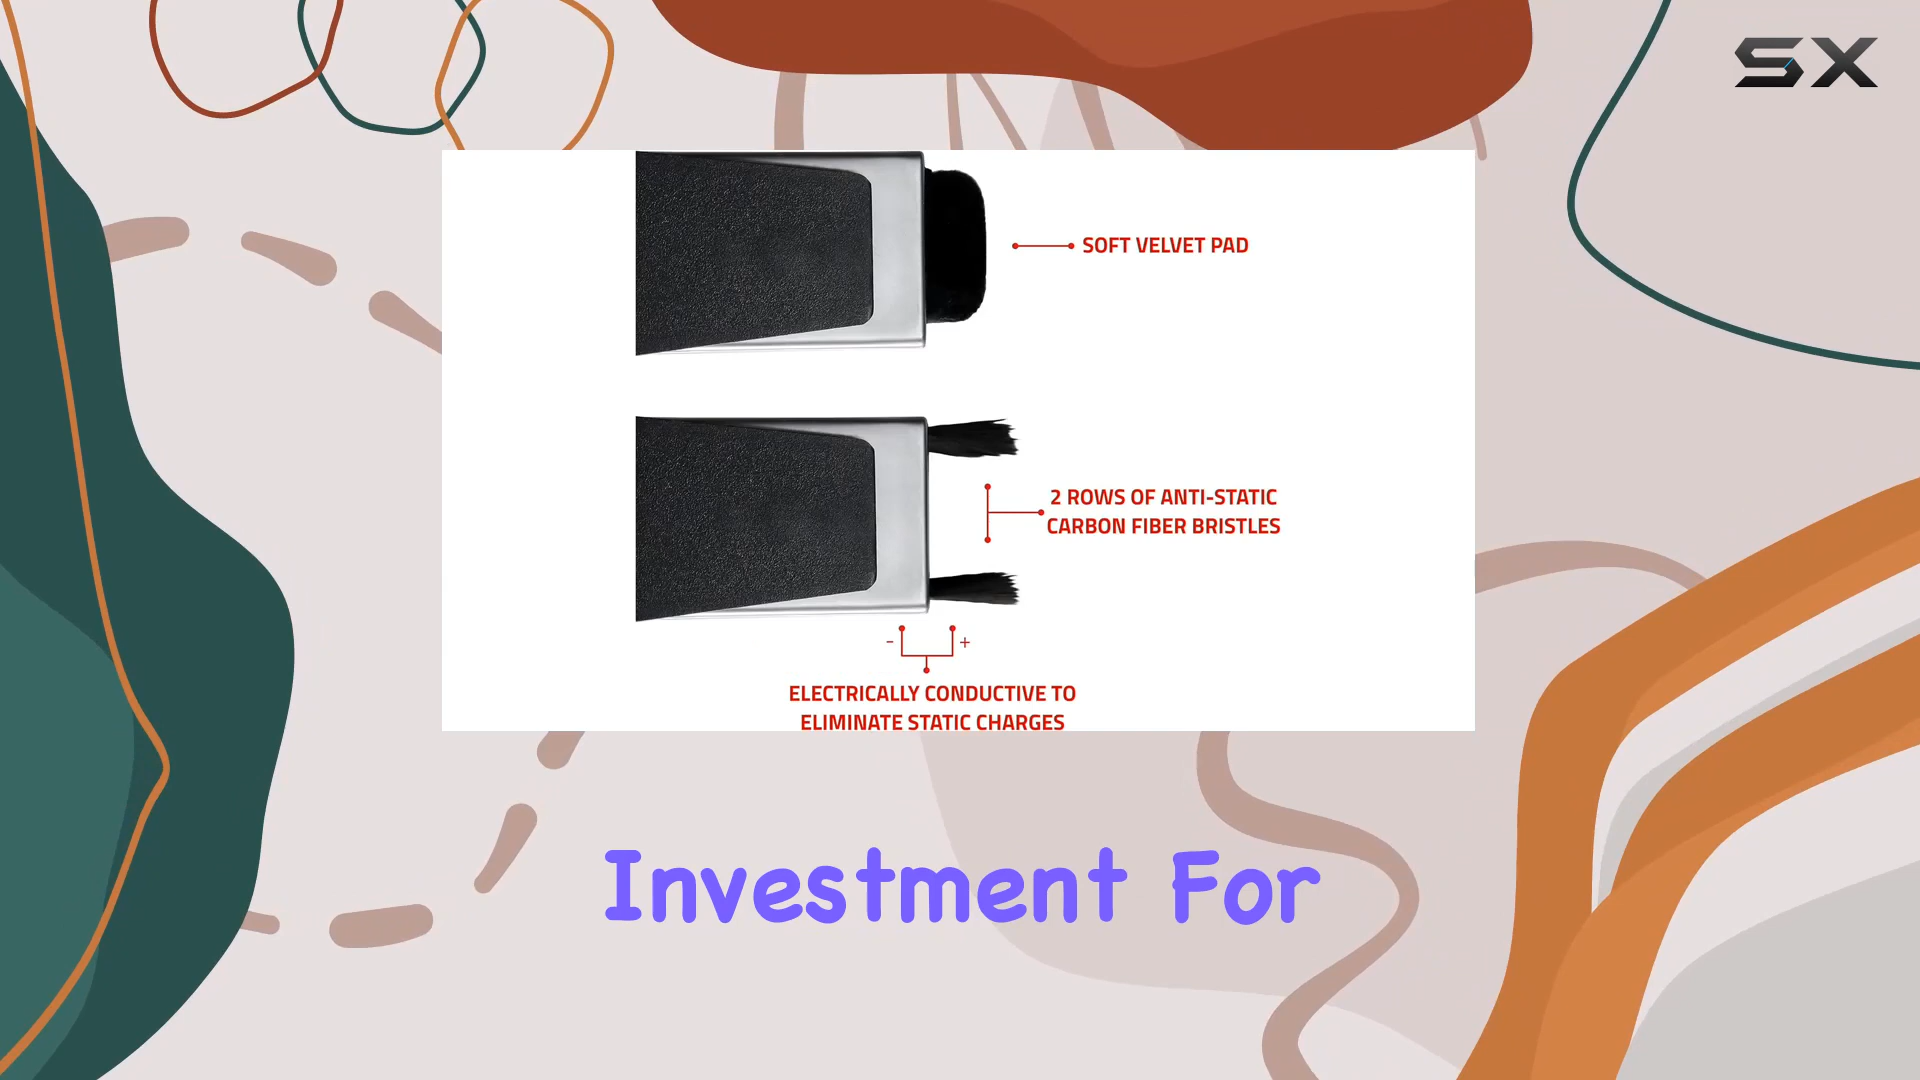 SX
SOFT VELVET PAD
2 ROWS OF ANTI-STATIC
CARBON FIBER BRISTLES
- +
ELECTRICALLY CONDUCTIVE TO
ELIMINATE STATIC CHARGES
Investment For